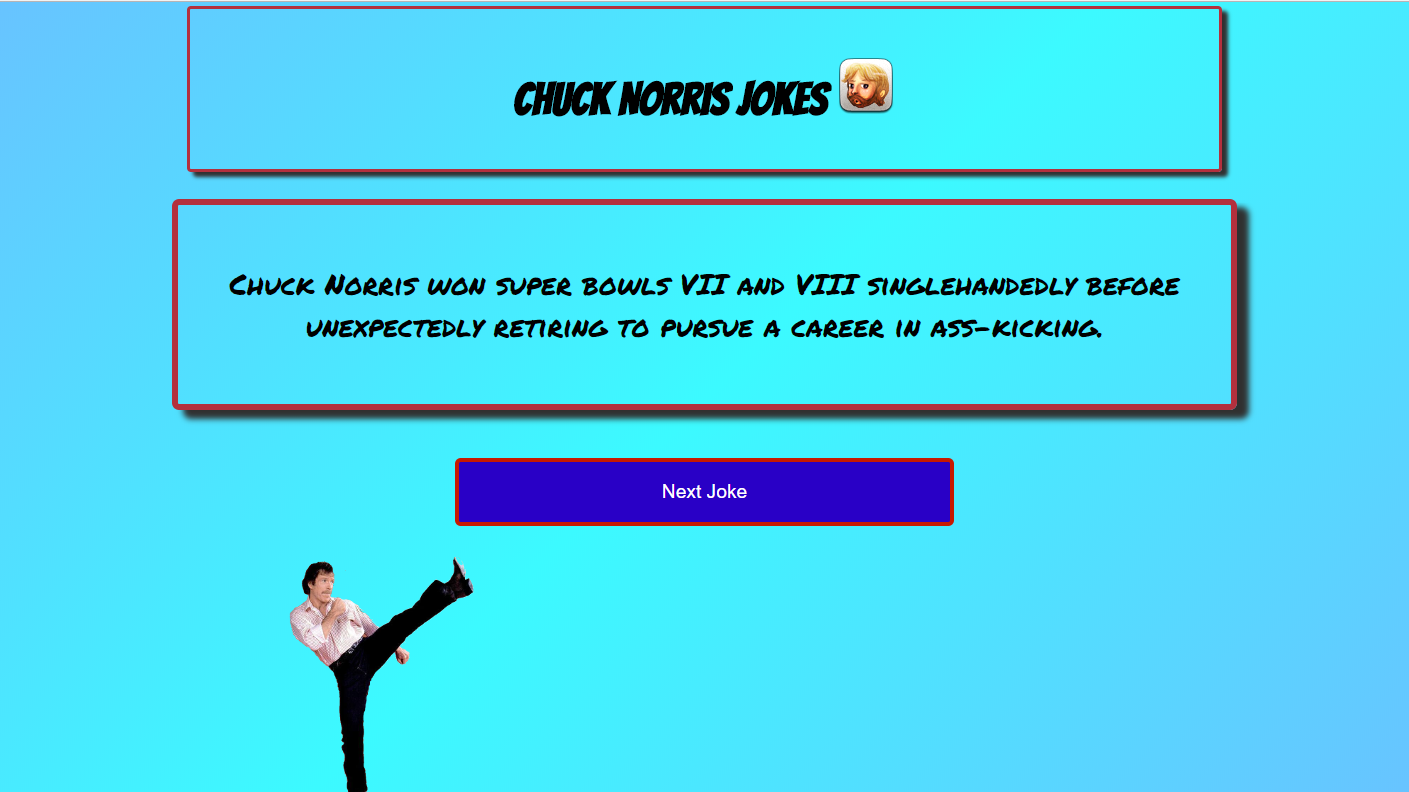 CHUCK NORRIS JOKES
Chuck Norris won super bowls VII and VIII singlehandedly before
unexpectedly retiring to pursue a career in ass-kicking.
Next Joke